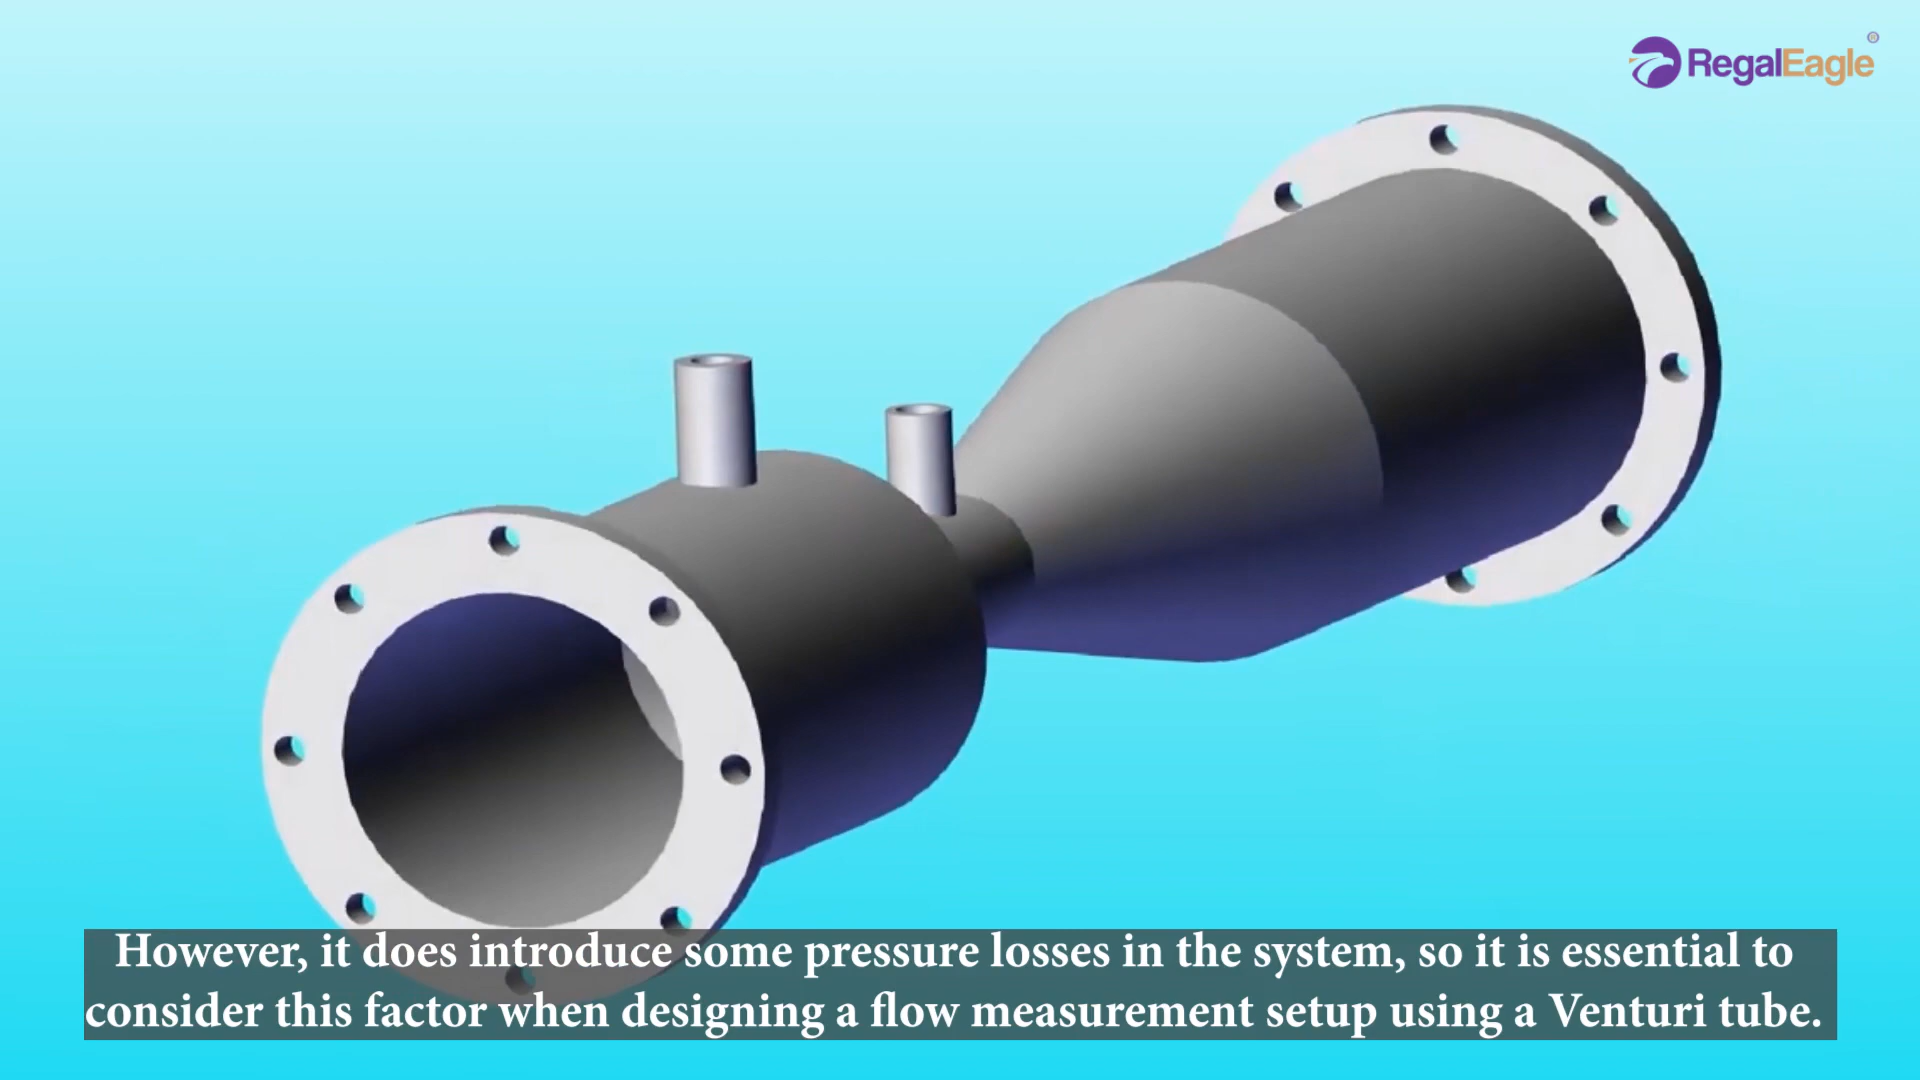 RegalEagle®
However, it does introduce some pressure losses in the system, so it is essential to
consider this factor when designing a flow measurement setup using a Venturi tube.